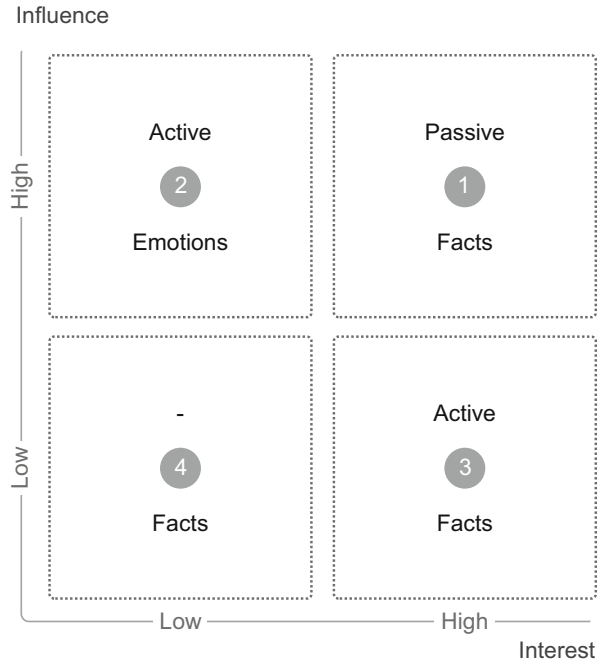 Influence
High
Active
2
Emotions
Passive
1
Facts
Low
-
4
Facts
Active
3
Facts
Low
High
Interest